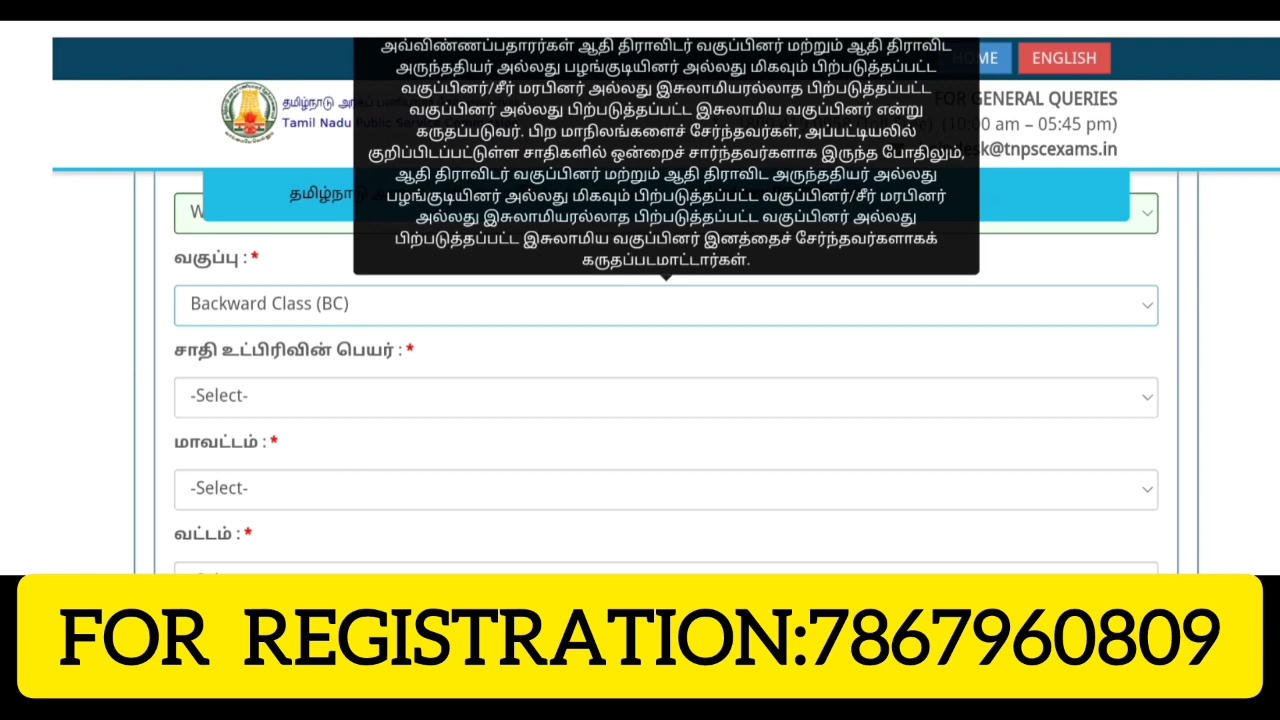 அவ்விண்ணப்பதாரர்கள் ஆதி திராவிடர் வகுப்பினர் மற்றும் ஆதி திராவிட
அருந்ததியர் அல்லது பழங்குடியினர் அல்லது மிகவும் பிற்படுத்தப்பட்ட
வகுப்பினர்/சீர் மரபினர் அல்லது இசுலாமியரல்லாத பிற்படுத்தப்பட்ட
வகுப்பினர் அல்லது பிற்படுத்தப்பட்ட இசுலாமிய வகுப்பினர் என்று
கருதப்படுவர். பிற மாநிலங்களைச் சேர்ந்தவர்கள், அப்பட்டியலில்
குறிப்பிடப்பட்டுள்ள சாதிகளில் ஒன்றைச் சார்ந்தவர்களாக இருந்த போதிலும்,
ஆதி திராவிடர் வகுப்பினர் மற்றும் ஆதி திராவிட அருந்ததியர் அல்லது
பழங்குடியினர் அல்லது மிகவும் பிற்படுத்தப்பட்ட வகுப்பினர்/சீர் மரபினர்
அல்லது இசுலாமியரல்லாத பிற்படுத்தப்பட்ட வகுப்பினர் அல்லது
பிற்படுத்தப்பட்ட இசுலாமிய வகுப்பினர் இனத்தைச் சேர்ந்தவர்களாகக்
கருதப்படமாட்டார்கள்.
HOME ENGLISH
தமிழ்நாடு
Tamil Nadu Public Service Commission
FOR GENERAL QUERIES
(10:00 am – 05:45 pm)
வகுப்பு : *
Backward Class (BC)
சாதி உட்பிரிவின் பெயர் : *
-Select-
மாவட்டம் : *
-Select-
வட்டம் : *
FOR REGISTRATION:7867960809